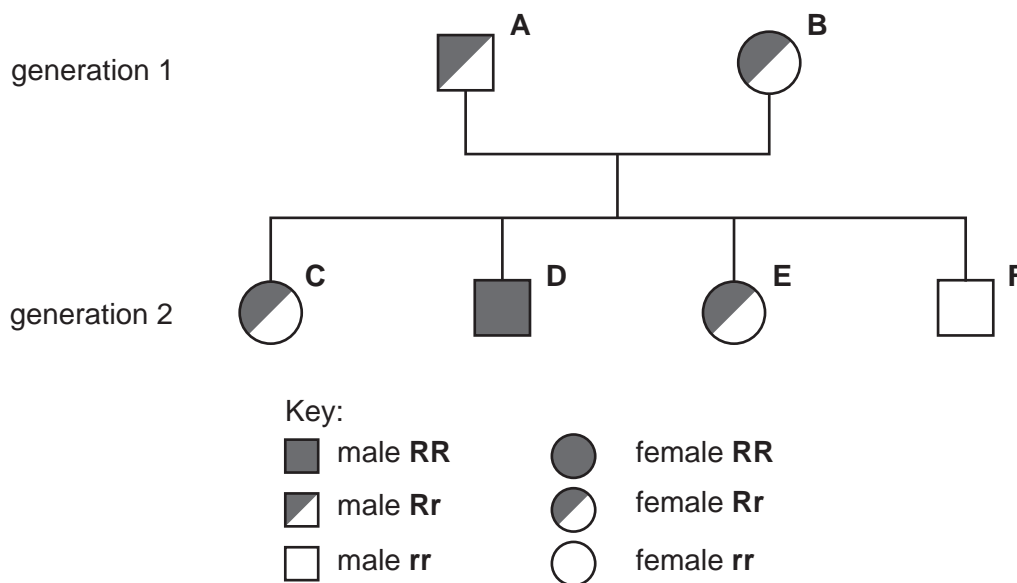 A B
generation 1
C D E F
generation 2
Key:
male RR female RR
male Rr female Rr
male rr female rr